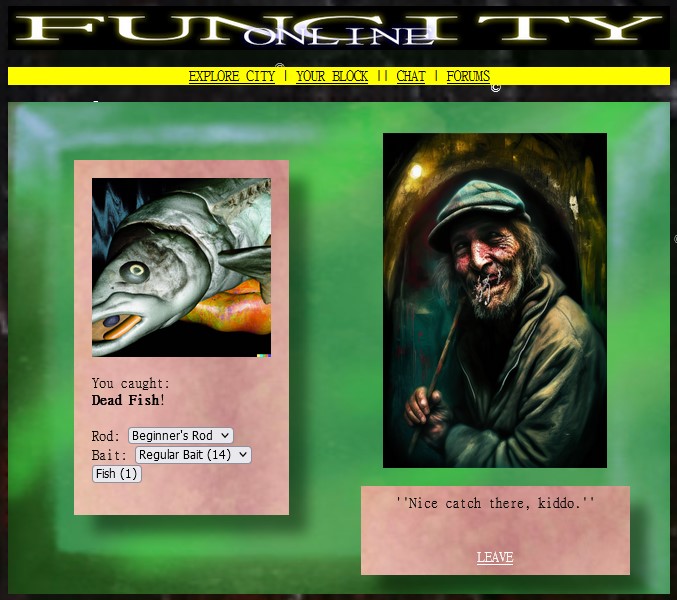 FUNCITY
ONLINE
EXPLORE CITY | YOUR BLOCK || CHAT | FORUMS
©
©
You caught:
Dead Fish!
Rod: Beginner's Rod
Bait: Regular Bait (14)
Fish (1)
''Nice catch there, kiddo.''
LEAVE